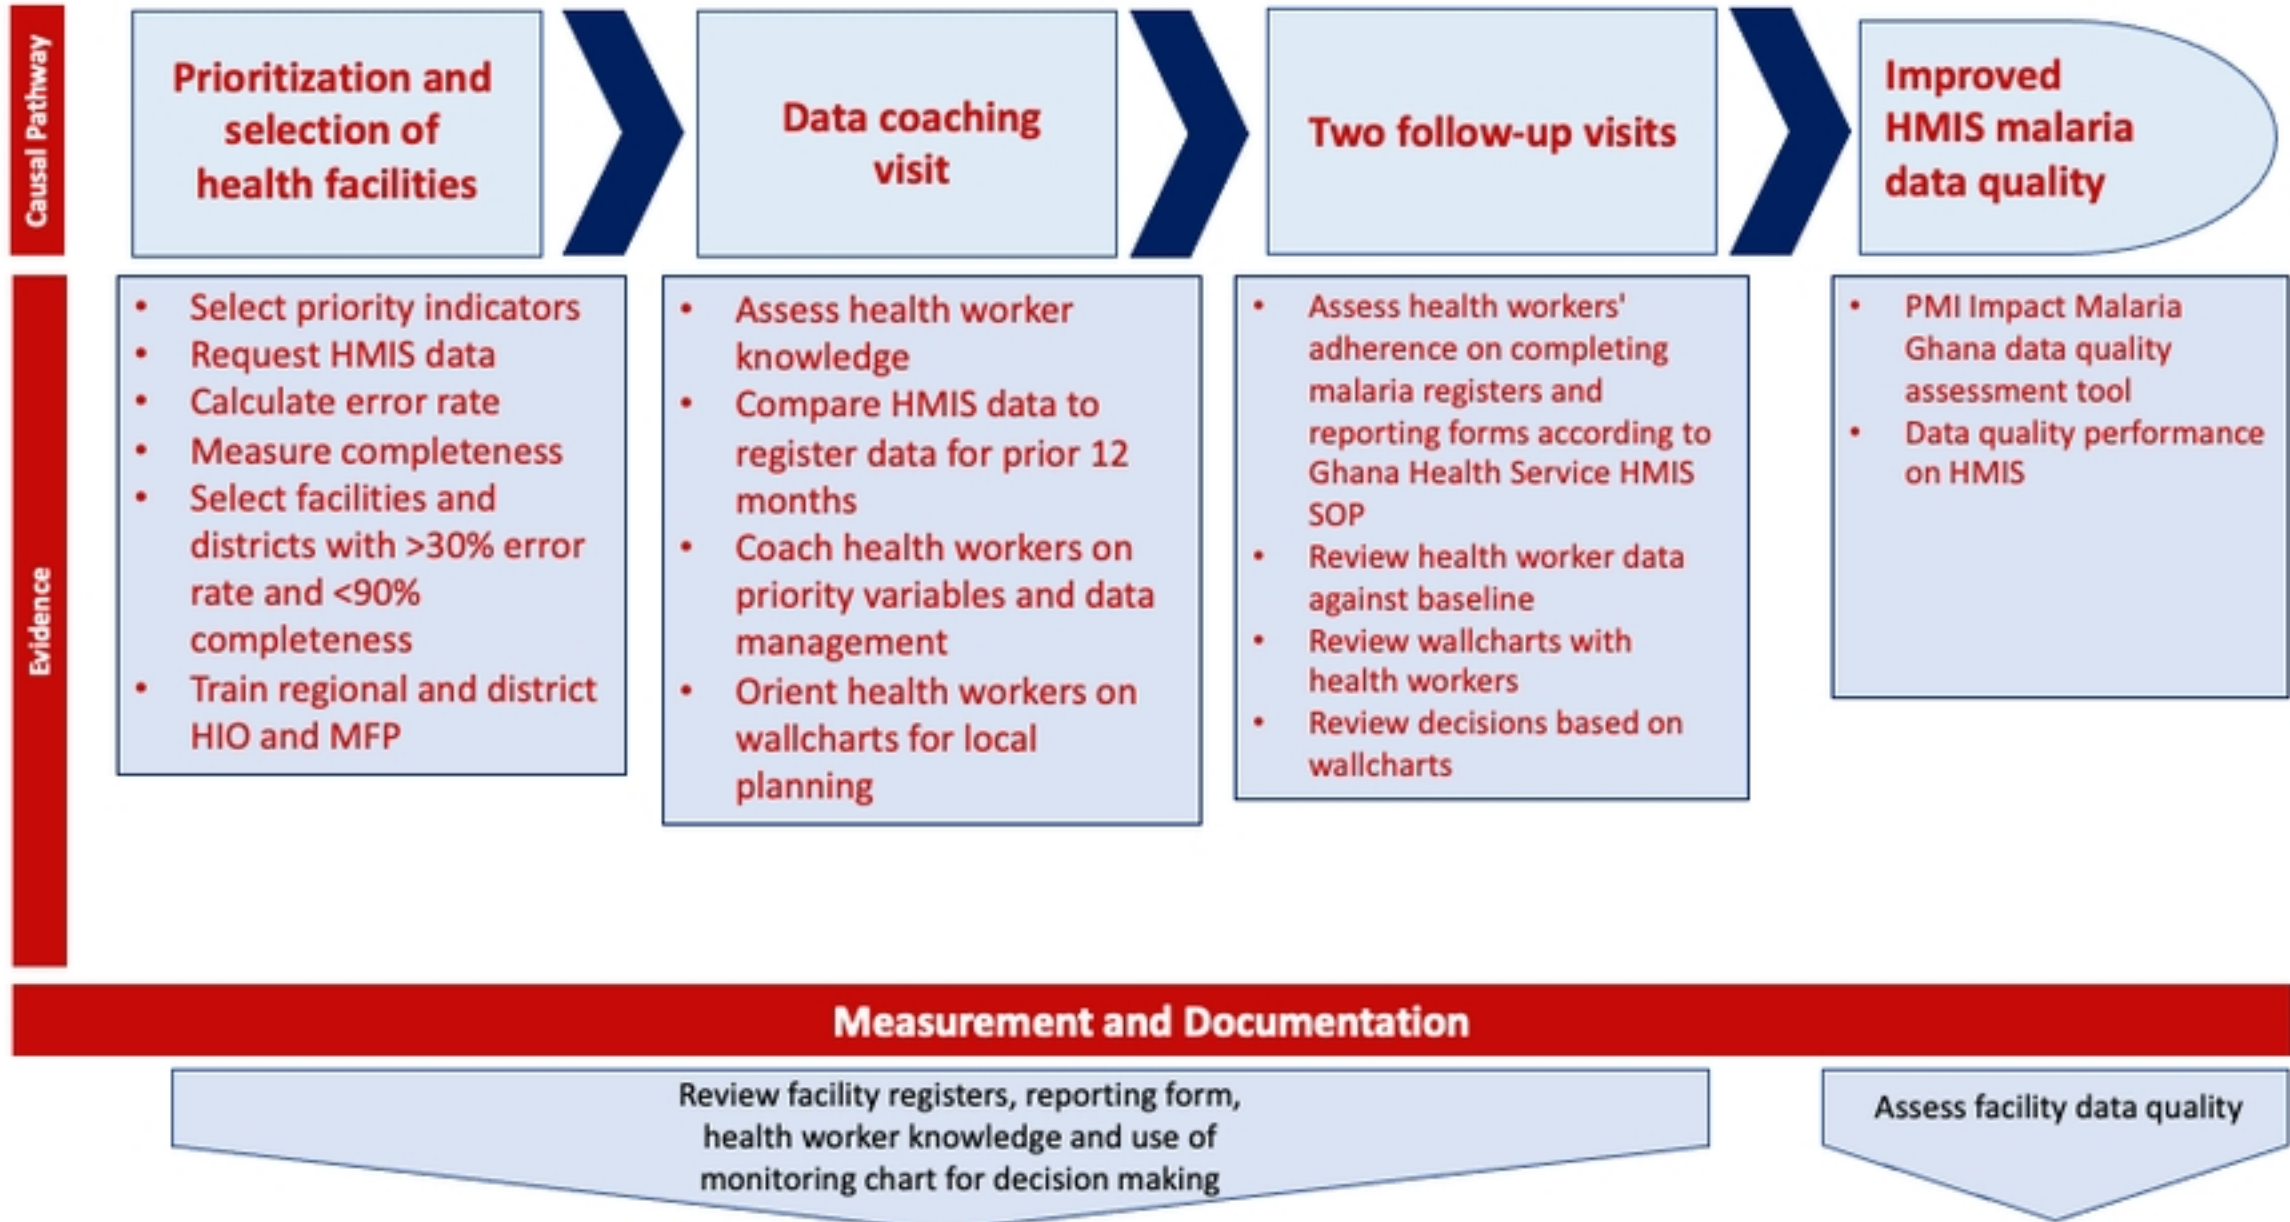 Causal Pathway
Prioritization and
selection of
health facilities
Data coaching
visit
Two follow-up visits
Improved
HMIS malaria
data quality
Evidence
• Select priority indicators
• Request HMIS data
• Calculate error rate
• Measure completeness
• Select facilities and
districts with >30% error
rate and <90%
completeness
• Train regional and district
HIO and MFP
• Assess health worker
knowledge
• Compare HMIS data to
register data for prior 12
months
• Coach health workers on
priority variables and data
management
• Orient health workers on
wallcharts for local
planning
• Assess health workers'
adherence on completing
malaria registers and
reporting forms according to
Ghana Health Service HMIS
SOP
• Review health worker data
against baseline
• Review wallcharts with
health workers
• Review decisions based on
wallcharts
• PMI Impact Malaria
Ghana data quality
assessment tool
• Data quality performance
on HMIS
Measurement and Documentation
Review facility registers, reporting form,
health worker knowledge and use of
monitoring chart for decision making
Assess facility data quality